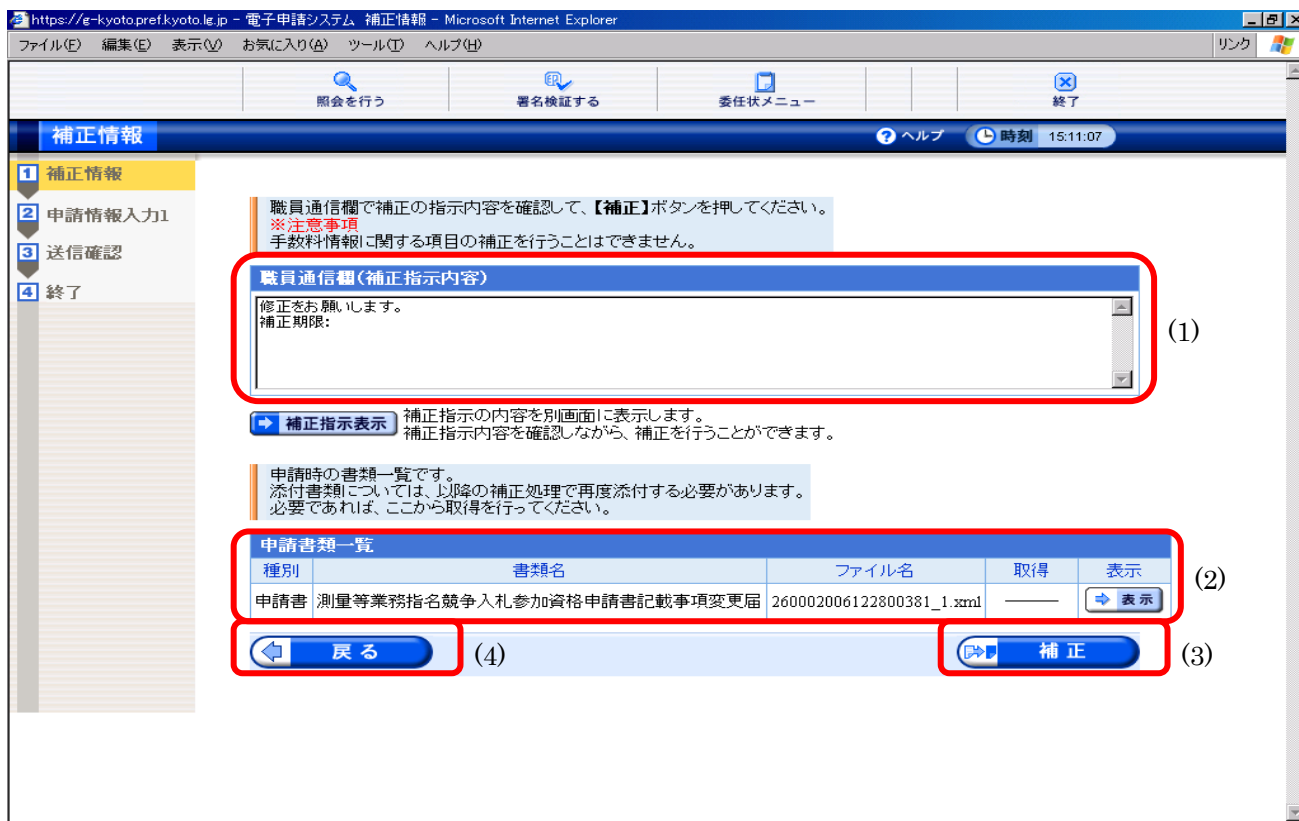 https://g-kyoto.pref.kyoto.lg.jp - 電子申請システム 補正情報 - Microsoft Internet Explorer
ファイル(F) 編集(E) 表示(V) お気に入り(A) ツール(T) ヘルプ(H) リンク
照会を行う 署名検証する 委任状メニュー 終了
補正情報 ヘルプ 時刻 15:11:07
1 補正情報
2 申請情報入力1
3 送信確認
4 終了
職員通信欄で補正の指示内容を確認して、【補正】ボタンを押してください。
※注意事項
手数料情報に関する項目の補正を行うことはできません。
職員通信欄(補正指示内容)
修正をお願いします。
補正期限:
(1)
補正指示表示 補正指示の内容を別画面に表示します。
補正指示内容を確認しながら、補正を行うことができます。
申請時の書類一覧です。
添付書類については、以降の補正処理で再度添付する必要があります。
必要であれば、ここから取得を行ってください。
申請書類一覧
種別 書類名 ファイル名 取得 表示
申請書 測量等業務指名競争入札参加資格申請書記載事項変更届 260002006122800381_1.xml ――― 表示
(2)
戻る (4) 補正 (3)